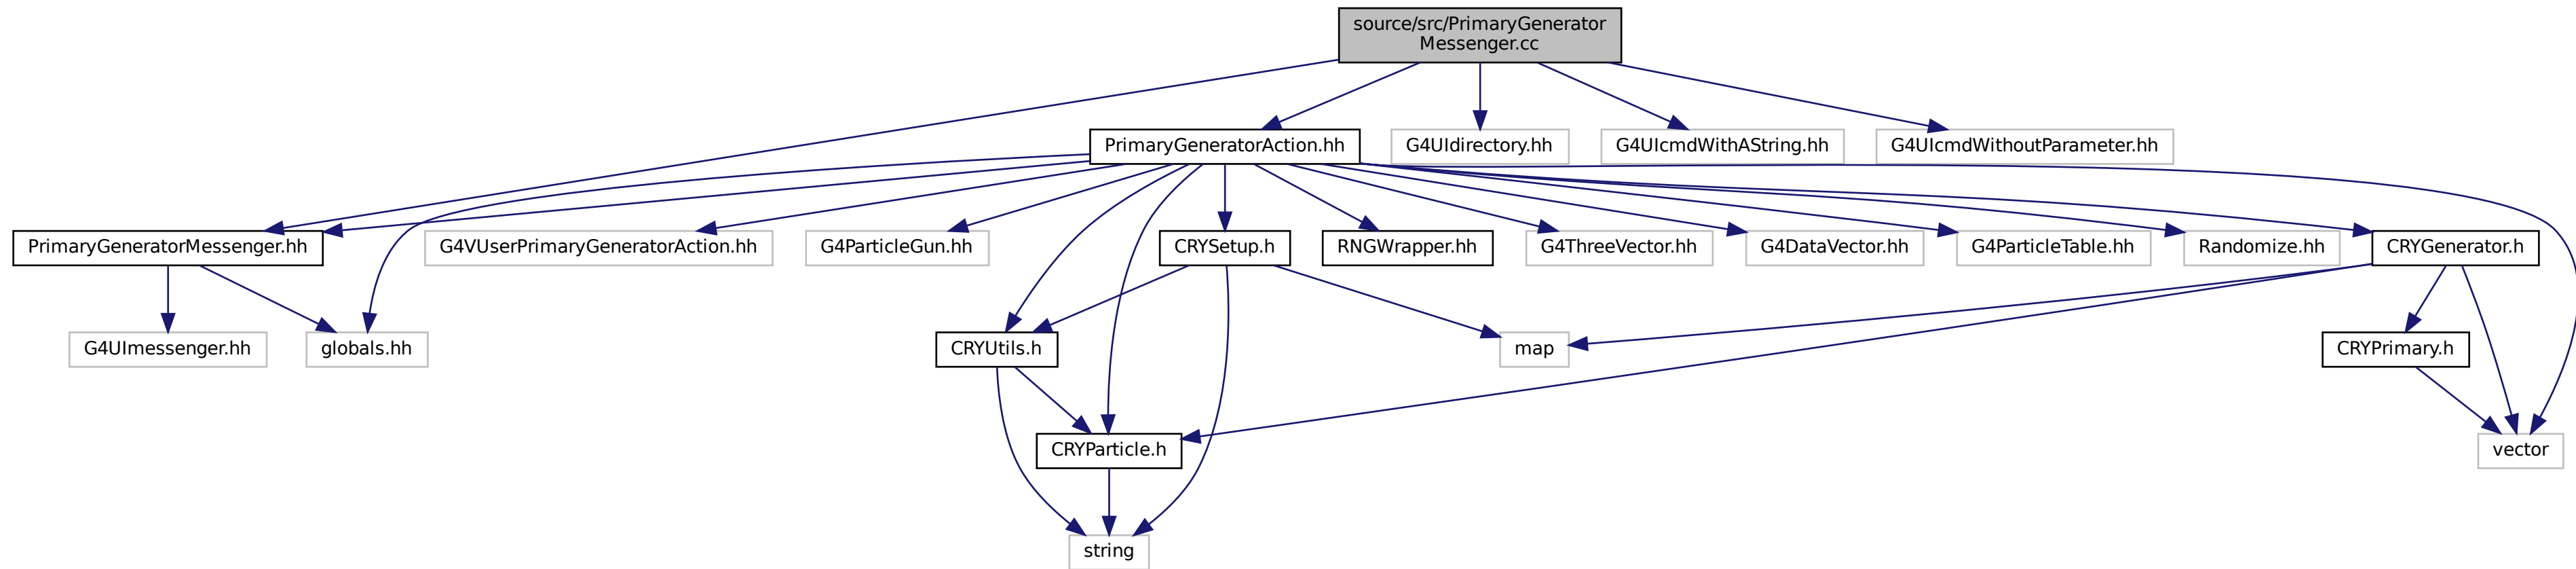 source/src/PrimaryGenerator
Messenger.cc
PrimaryGeneratorAction.hh
G4UIdirectory.hh
G4UIcmdWithAString.hh
G4UIcmdWithoutParameter.hh
PrimaryGeneratorMessenger.hh
G4VUserPrimaryGeneratorAction.hh
G4ParticleGun.hh
CRYSetup.h
RNGWrapper.hh
G4ThreeVector.hh
G4DataVector.hh
G4ParticleTable.hh
Randomize.hh
CRYGenerator.h
G4UImessenger.hh
globals.hh
CRYUtils.h
map
CRYPrimary.h
CRYParticle.h
vector
string